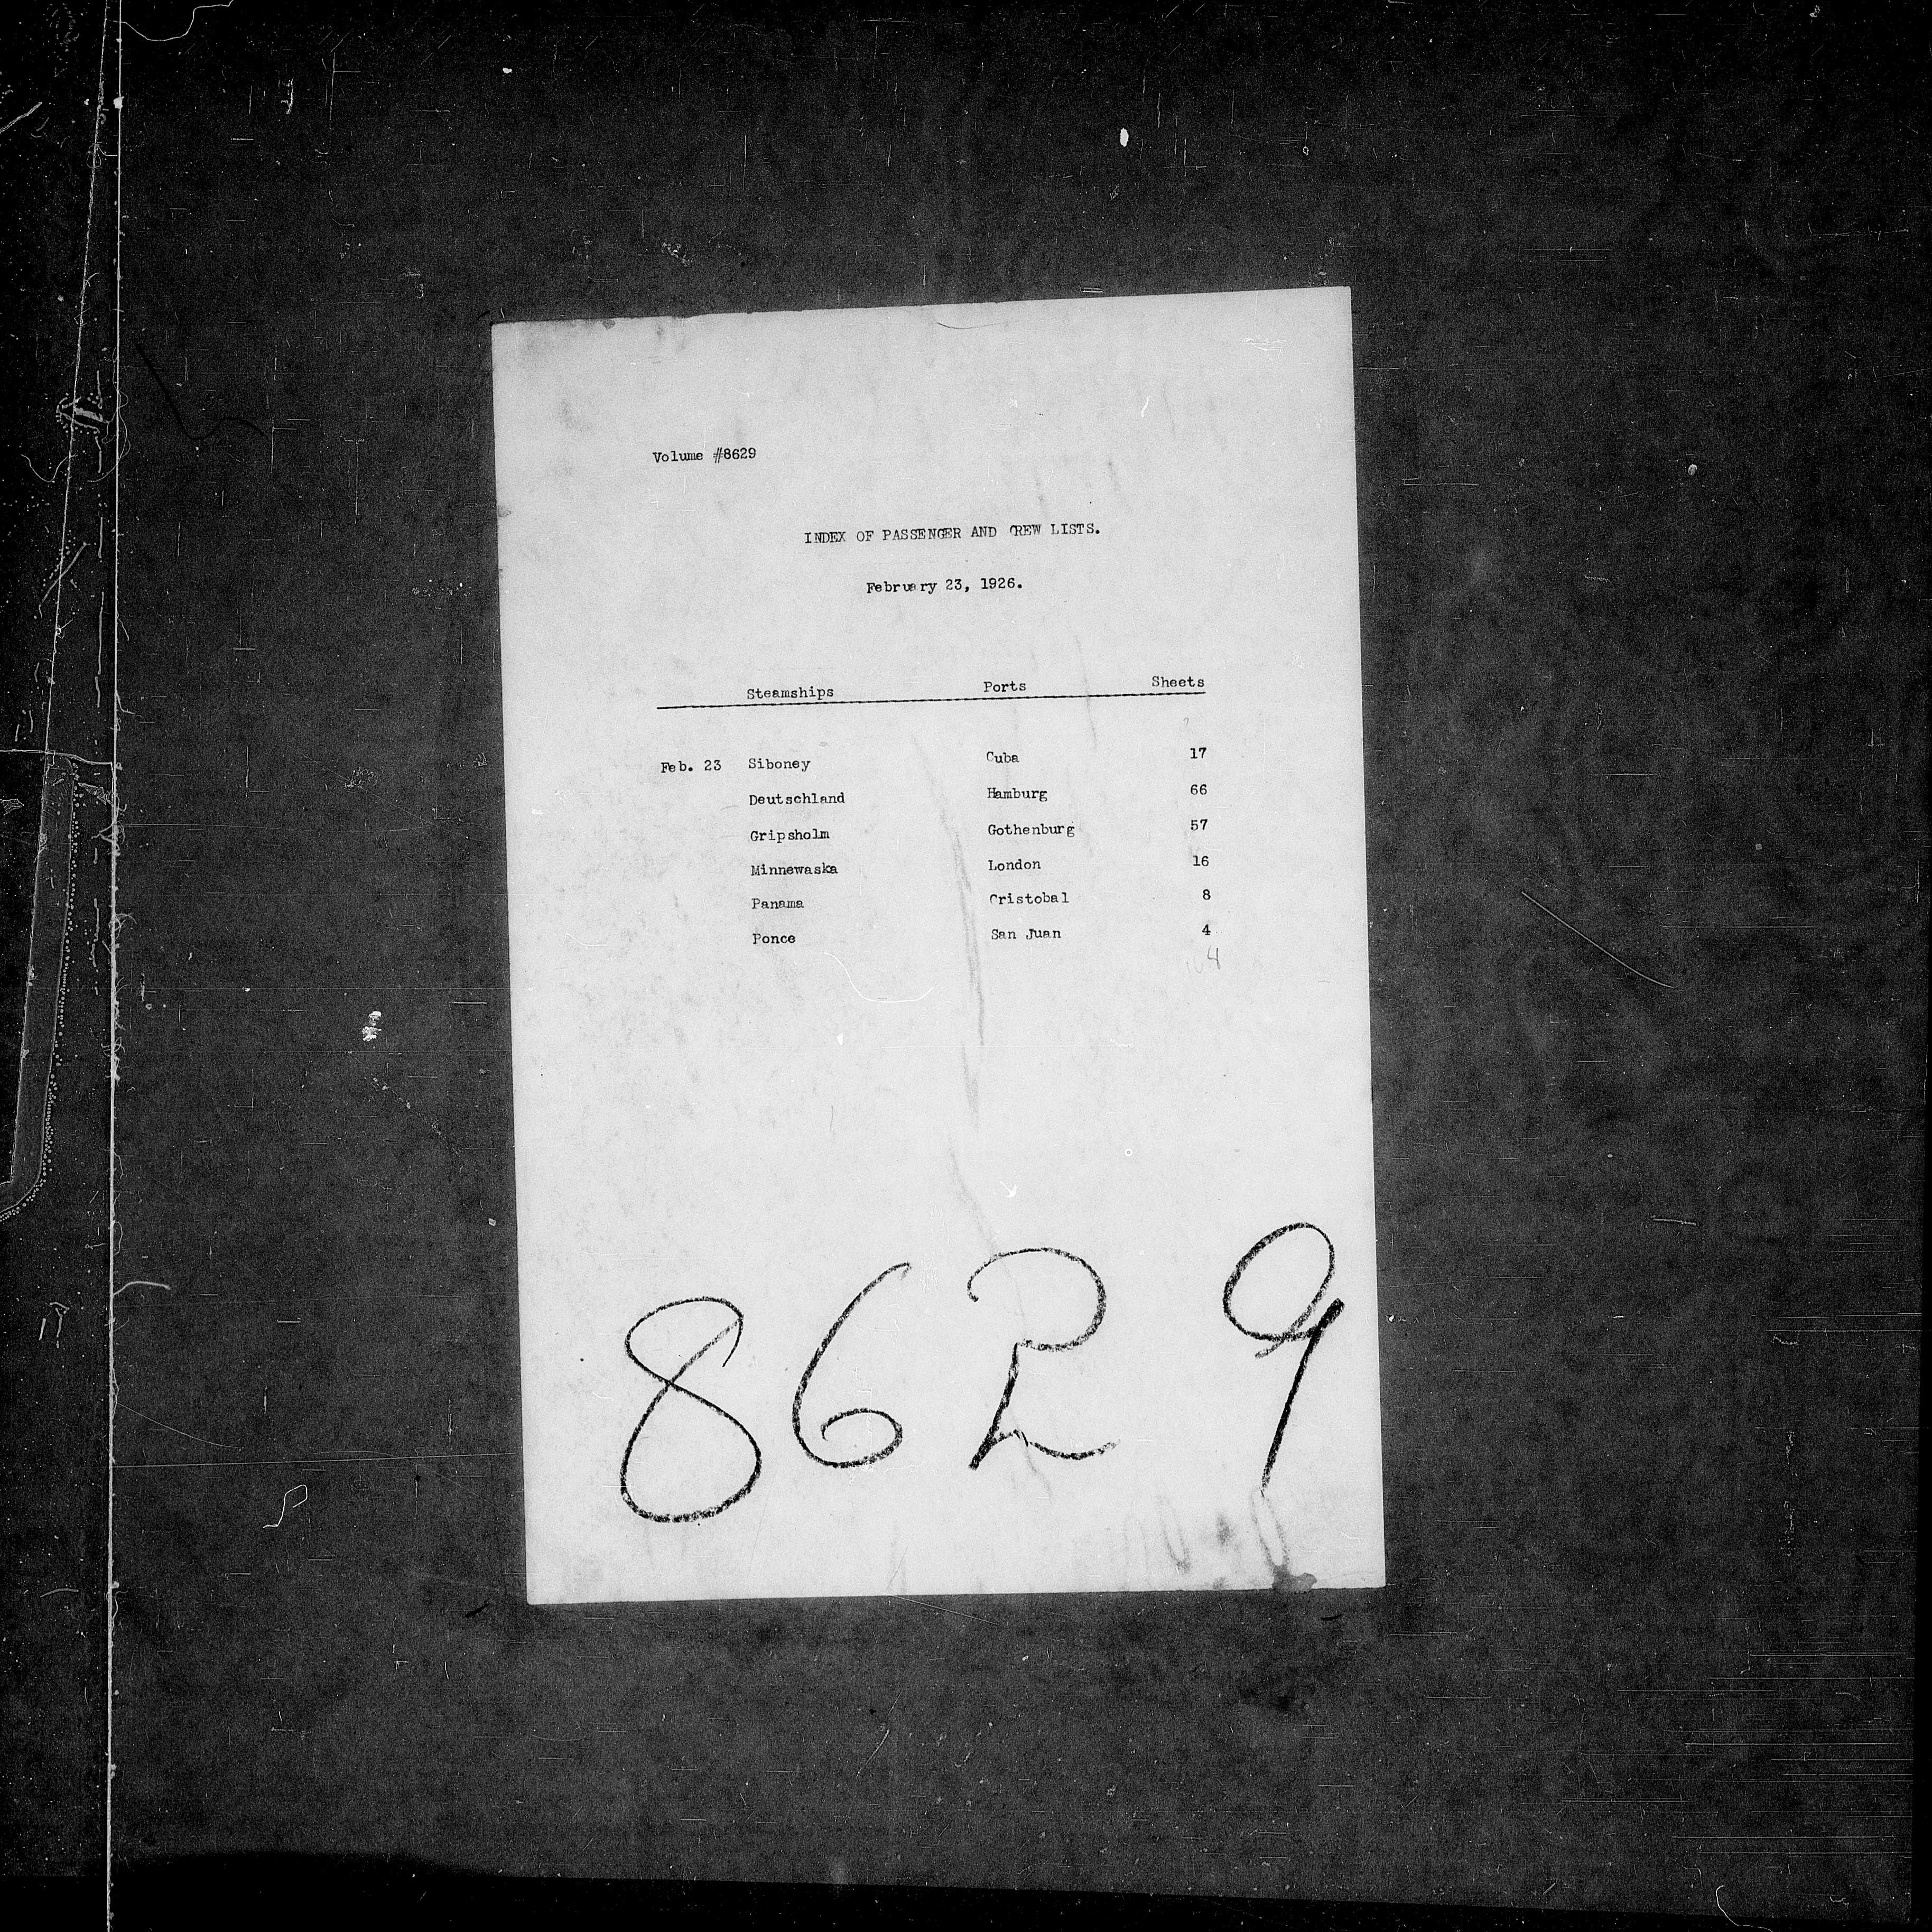 Volume #8629
INDEX OF PASSENGER AND CREW LISTS.
February 23, 1926.
Steamships Ports Sheets
Feb. 23 Siboney Cuba 17
Deutschland Hamburg 66
Gripsholm Gothenburg 57
Minnewaska London 16
Panama Cristobal 8
Ponce San Juan 4
8629